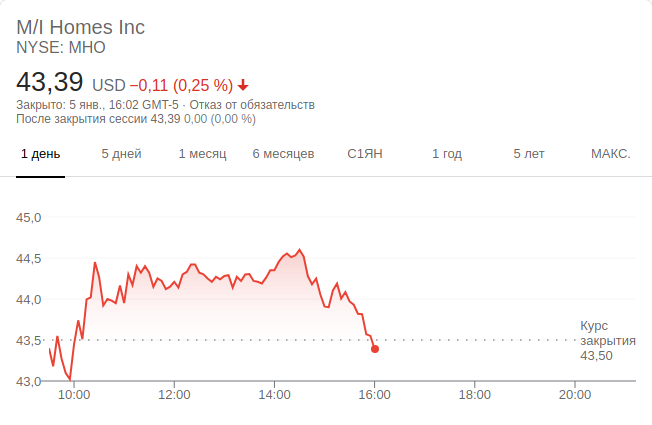 M/I Homes Inc
NYSE: MHO
43,39 USD −0,11 (0,25 %)
Закрыто: 5 янв., 16:02 GMT-5 · Отказ от обязательств
После закрытия сессии 43,39 0,00 (0,00 %)
1 день 5 дней 1 месяц 6 месяцев С1ЯН 1 год 5 лет МАКС.
45,0
44,5
44,0
43,5
43,0
Курс
закрытия
43,50
10:00 12:00 14:00 16:00 18:00 20:00